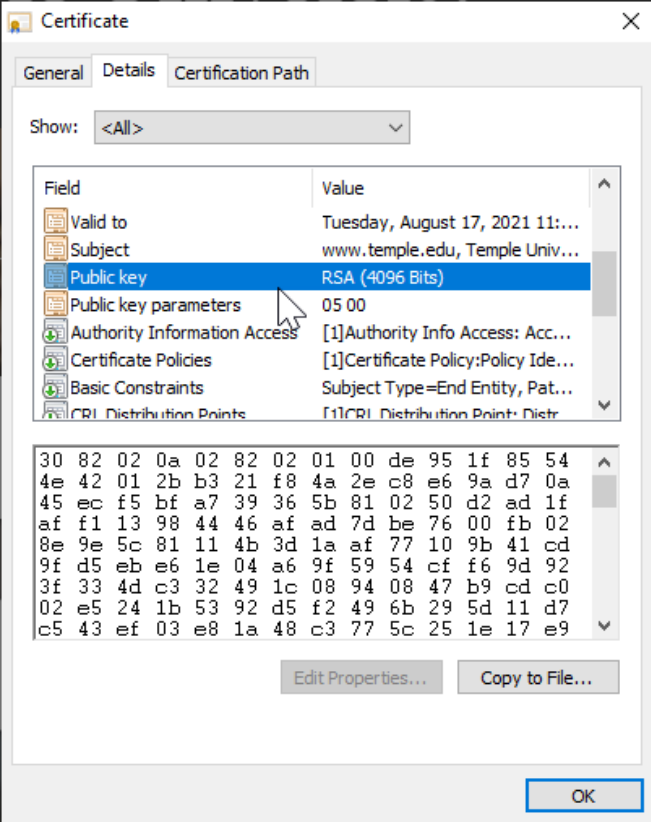 Certificate
General Details Certification Path
Show: <All>
Field Value
Valid to Tuesday, August 17, 2021 11:...
Subject www.temple.edu, Temple Univ...
Public key RSA (4096 Bits)
Public key parameters 05 00
Authority Information Access [1]Authority Info Access: Acc...
Certificate Policies [1]Certificate Policy:Policy Ide...
Basic Constraints Subject Type=End Entity, Pat...
CRL Distribution Points [1]CRL Distribution Point: Distr
30 82 02 0a 02 82 02 01 00 de 95 1f 85 54
4e 42 01 2b b3 21 f8 4a 2e c8 e6 9a d7 0a
45 ec f5 bf a7 39 36 5b 81 02 50 d2 ad 1f
af f1 13 98 44 46 af ad 7d be 76 00 fb 02
8e 9e 5c 81 11 4b 3d 1a af 77 10 9b 41 cd
9f d5 eb e6 1e 04 a6 9f 59 54 cf f6 9d 92
3f 33 4d c3 32 49 1c 08 94 08 47 b9 cd c0
02 e5 24 1b 53 92 d5 f2 49 6b 29 5d 11 d7
c5 43 ef 03 e8 1a 48 c3 77 5c 25 1e 17 e9
Edit Properties... Copy to File...
OK